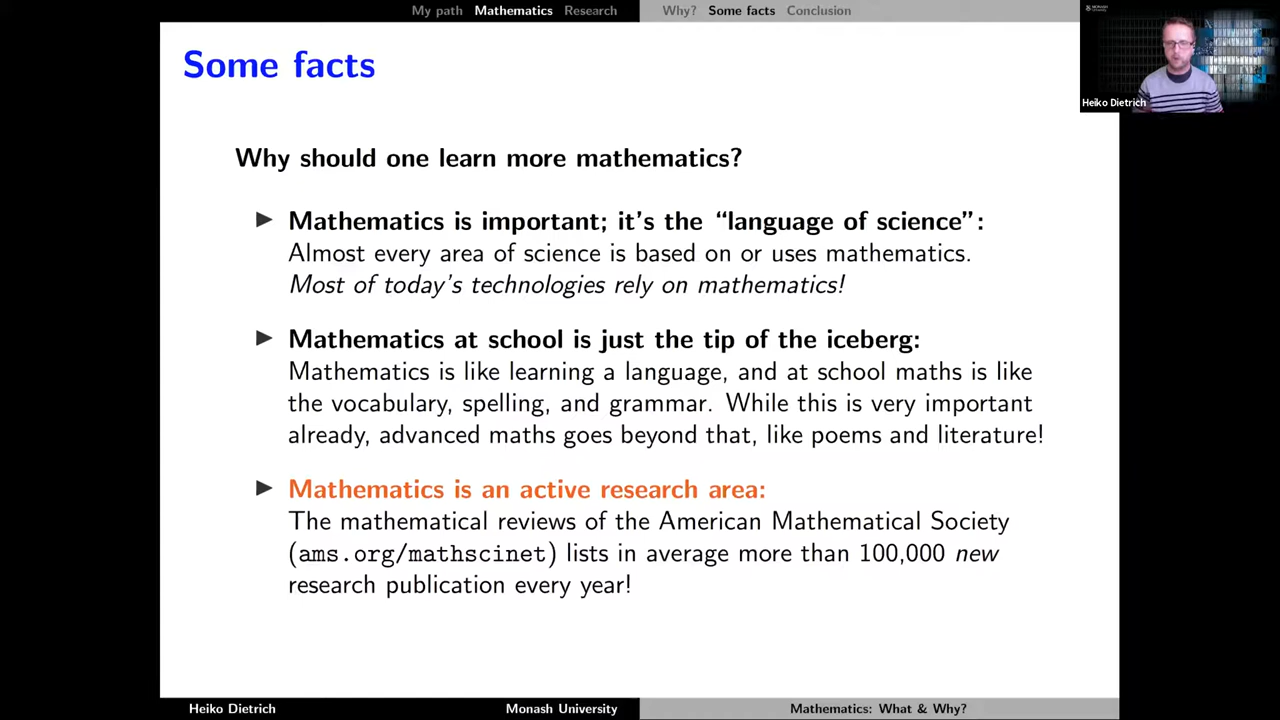 My path Mathematics Research
Why? Some facts Conclusion
MONASH University
Heiko Dietrich
Some facts
Why should one learn more mathematics?
▶ Mathematics is important; it's the “language of science”:
Almost every area of science is based on or uses mathematics.
Most of today's technologies rely on mathematics!
▶ Mathematics at school is just the tip of the iceberg:
Mathematics is like learning a language, and at school maths is like
the vocabulary, spelling, and grammar. While this is very important
already, advanced maths goes beyond that, like poems and literature!
▶ Mathematics is an active research area:
The mathematical reviews of the American Mathematical Society
(ams.org/mathscinet) lists in average more than 100,000 new
research publication every year!
Heiko Dietrich Monash University Mathematics: What & Why?